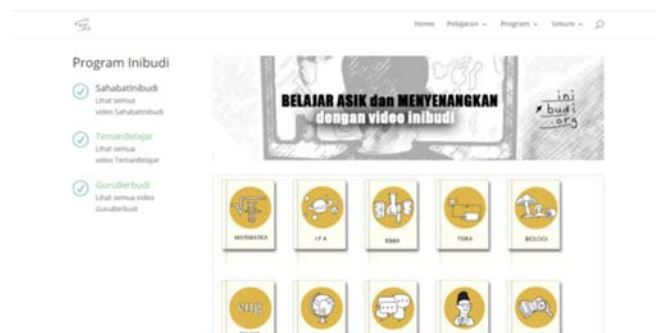 Home Pelajaran Program Umum
Program Inibudi
SahabatInibudi
Lihat semua
video SahabatInibudi
TemanBelajar
Lihat semua
video TemanBelajar
GuruBerbudi
Lihat semua video
GuruBerbudi
BELAJAR ASIK dan MENYENANGKAN
dengan video inibudi
ini
budi
.org
MATEMATIKA
I P A
KIMIA
FISIKA
BIOLOGI
eng